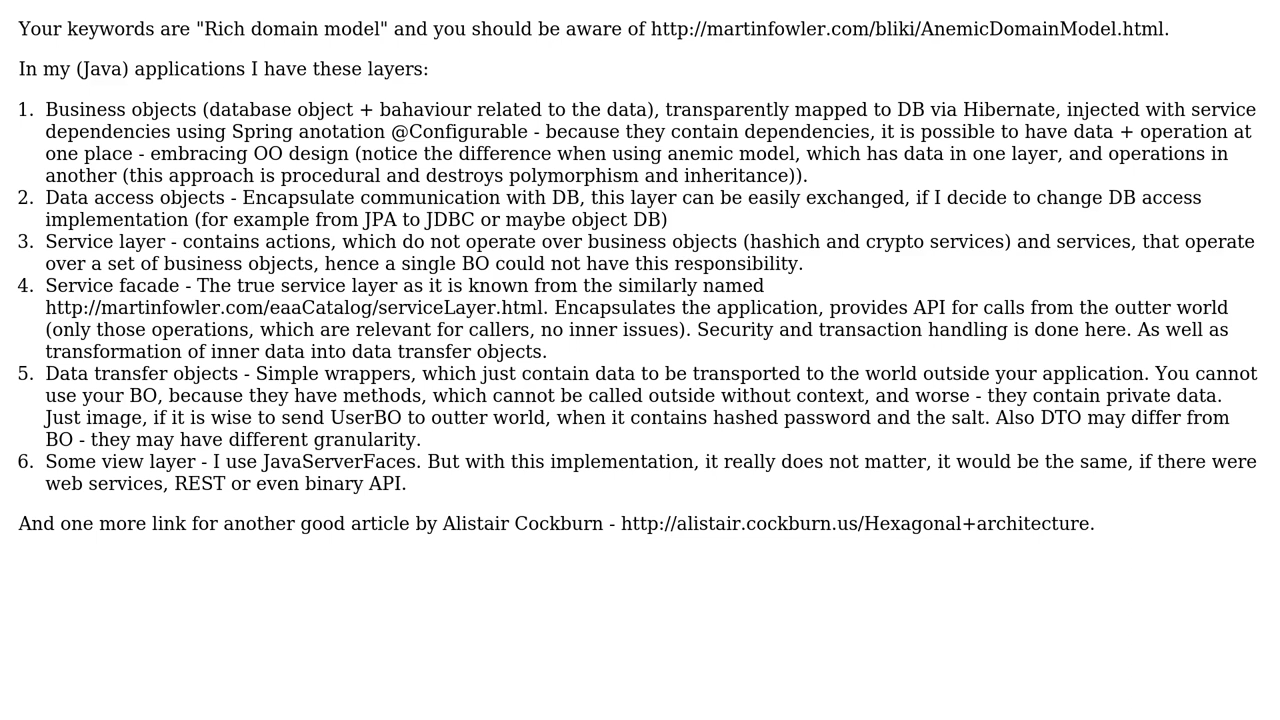 Your keywords are "Rich domain model" and you should be aware of http://martinfowler.com/bliki/AnemicDomainModel.html.
In my (Java) applications I have these layers:
1. Business objects (database object + bahaviour related to the data), transparently mapped to DB via Hibernate, injected with service
dependencies using Spring anotation @Configurable - because they contain dependencies, it is possible to have data + operation at
one place - embracing OO design (notice the difference when using anemic model, which has data in one layer, and operations in
another (this approach is procedural and destroys polymorphism and inheritance)).
2. Data access objects - Encapsulate communication with DB, this layer can be easily exchanged, if I decide to change DB access
implementation (for example from JPA to JDBC or maybe object DB)
3. Service layer - contains actions, which do not operate over business objects (hashich and crypto services) and services, that operate
over a set of business objects, hence a single BO could not have this responsibility.
4. Service facade - The true service layer as it is known from the similarly named
http://martinfowler.com/eaaCatalog/serviceLayer.html. Encapsulates the application, provides API for calls from the outter world
(only those operations, which are relevant for callers, no inner issues). Security and transaction handling is done here. As well as
transformation of inner data into data transfer objects.
5. Data transfer objects - Simple wrappers, which just contain data to be transported to the world outside your application. You cannot
use your BO, because they have methods, which cannot be called outside without context, and worse - they contain private data.
Just image, if it is wise to send UserBO to outter world, when it contains hashed password and the salt. Also DTO may differ from
BO - they may have different granularity.
6. Some view layer - I use JavaServerFaces. But with this implementation, it really does not matter, it would be the same, if there were
web services, REST or even binary API.
And one more link for another good article by Alistair Cockburn - http://alistair.cockburn.us/Hexagonal+architecture.